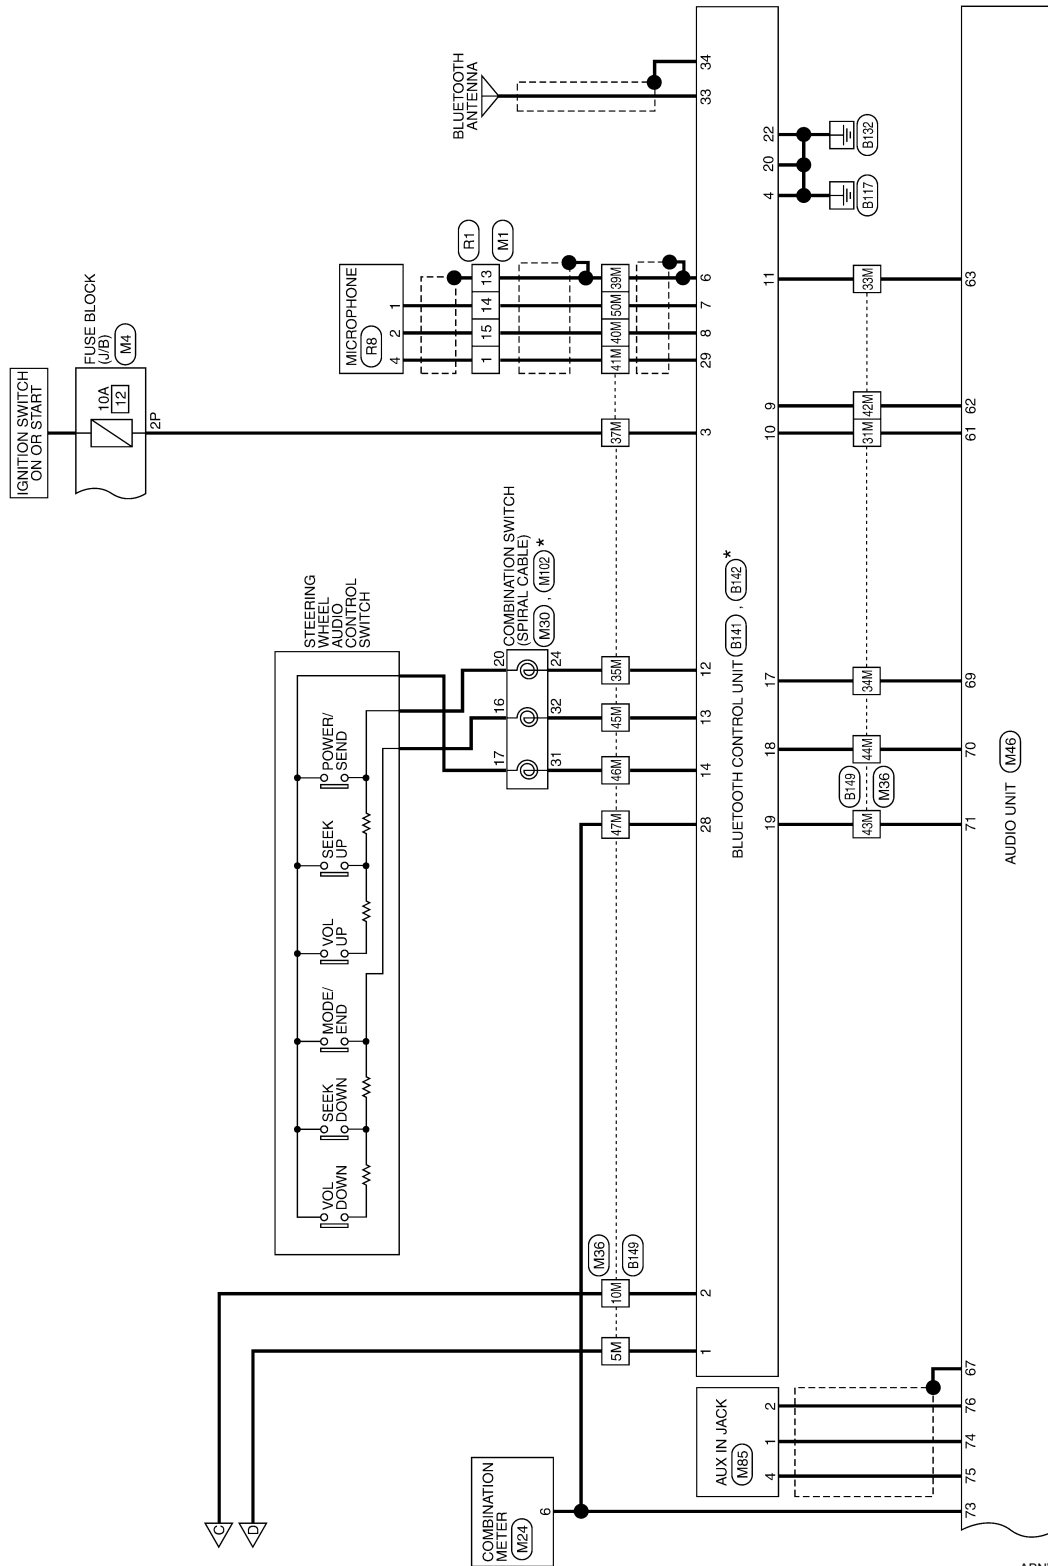 IGNITION SWITCH
ON OR START
FUSE BLOCK
(J/B)
M4
10A
12
2P
BLUETOOTH
ANTENNA
MICROPHONE
R8
4
2
1
R1
M1
1
15
14
13
41M
40M
50M
39M
37M
STEERING
WHEEL
AUDIO
CONTROL
SWITCH
VOL
DOWN
SEEK
DOWN
MODE/
END
VOL
UP
SEEK
UP
POWER/
SEND
COMBINATION SWITCH
(SPIRAL CABLE)
M30 , M102 *
17
16
20
31
32
24
C
D
M36
B149
5M
10M
47M
46M
45M
35M
1
2
28
14
13
12
3
29
8
7
6
33
34
BLUETOOTH CONTROL UNIT B141 , B142 *
19
18
17
10
9
11
4
20
22
B117
B132
COMBINATION
METER
M24
6
AUX IN JACK
M85
4
1
2
B149
M36
43M
44M
34M
31M
42M
33M
73
75
74
76
67
71
70
69
61
62
63
AUDIO UNIT M46